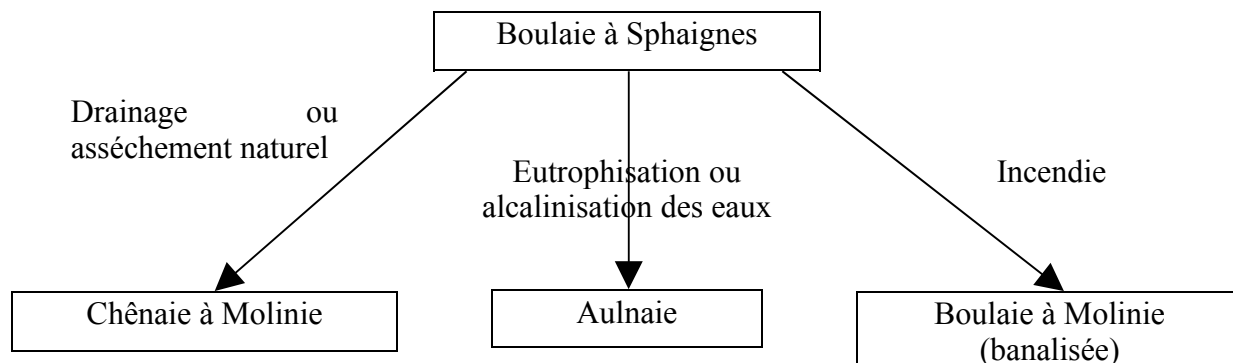 Boulaie à Sphaignes
Drainage ou
asséchement naturel
Eutrophisation ou
alcalinisation des eaux
Incendie
Chênaie à Molinie
Aulnaie
Boulaie à Molinie
(banalisée)